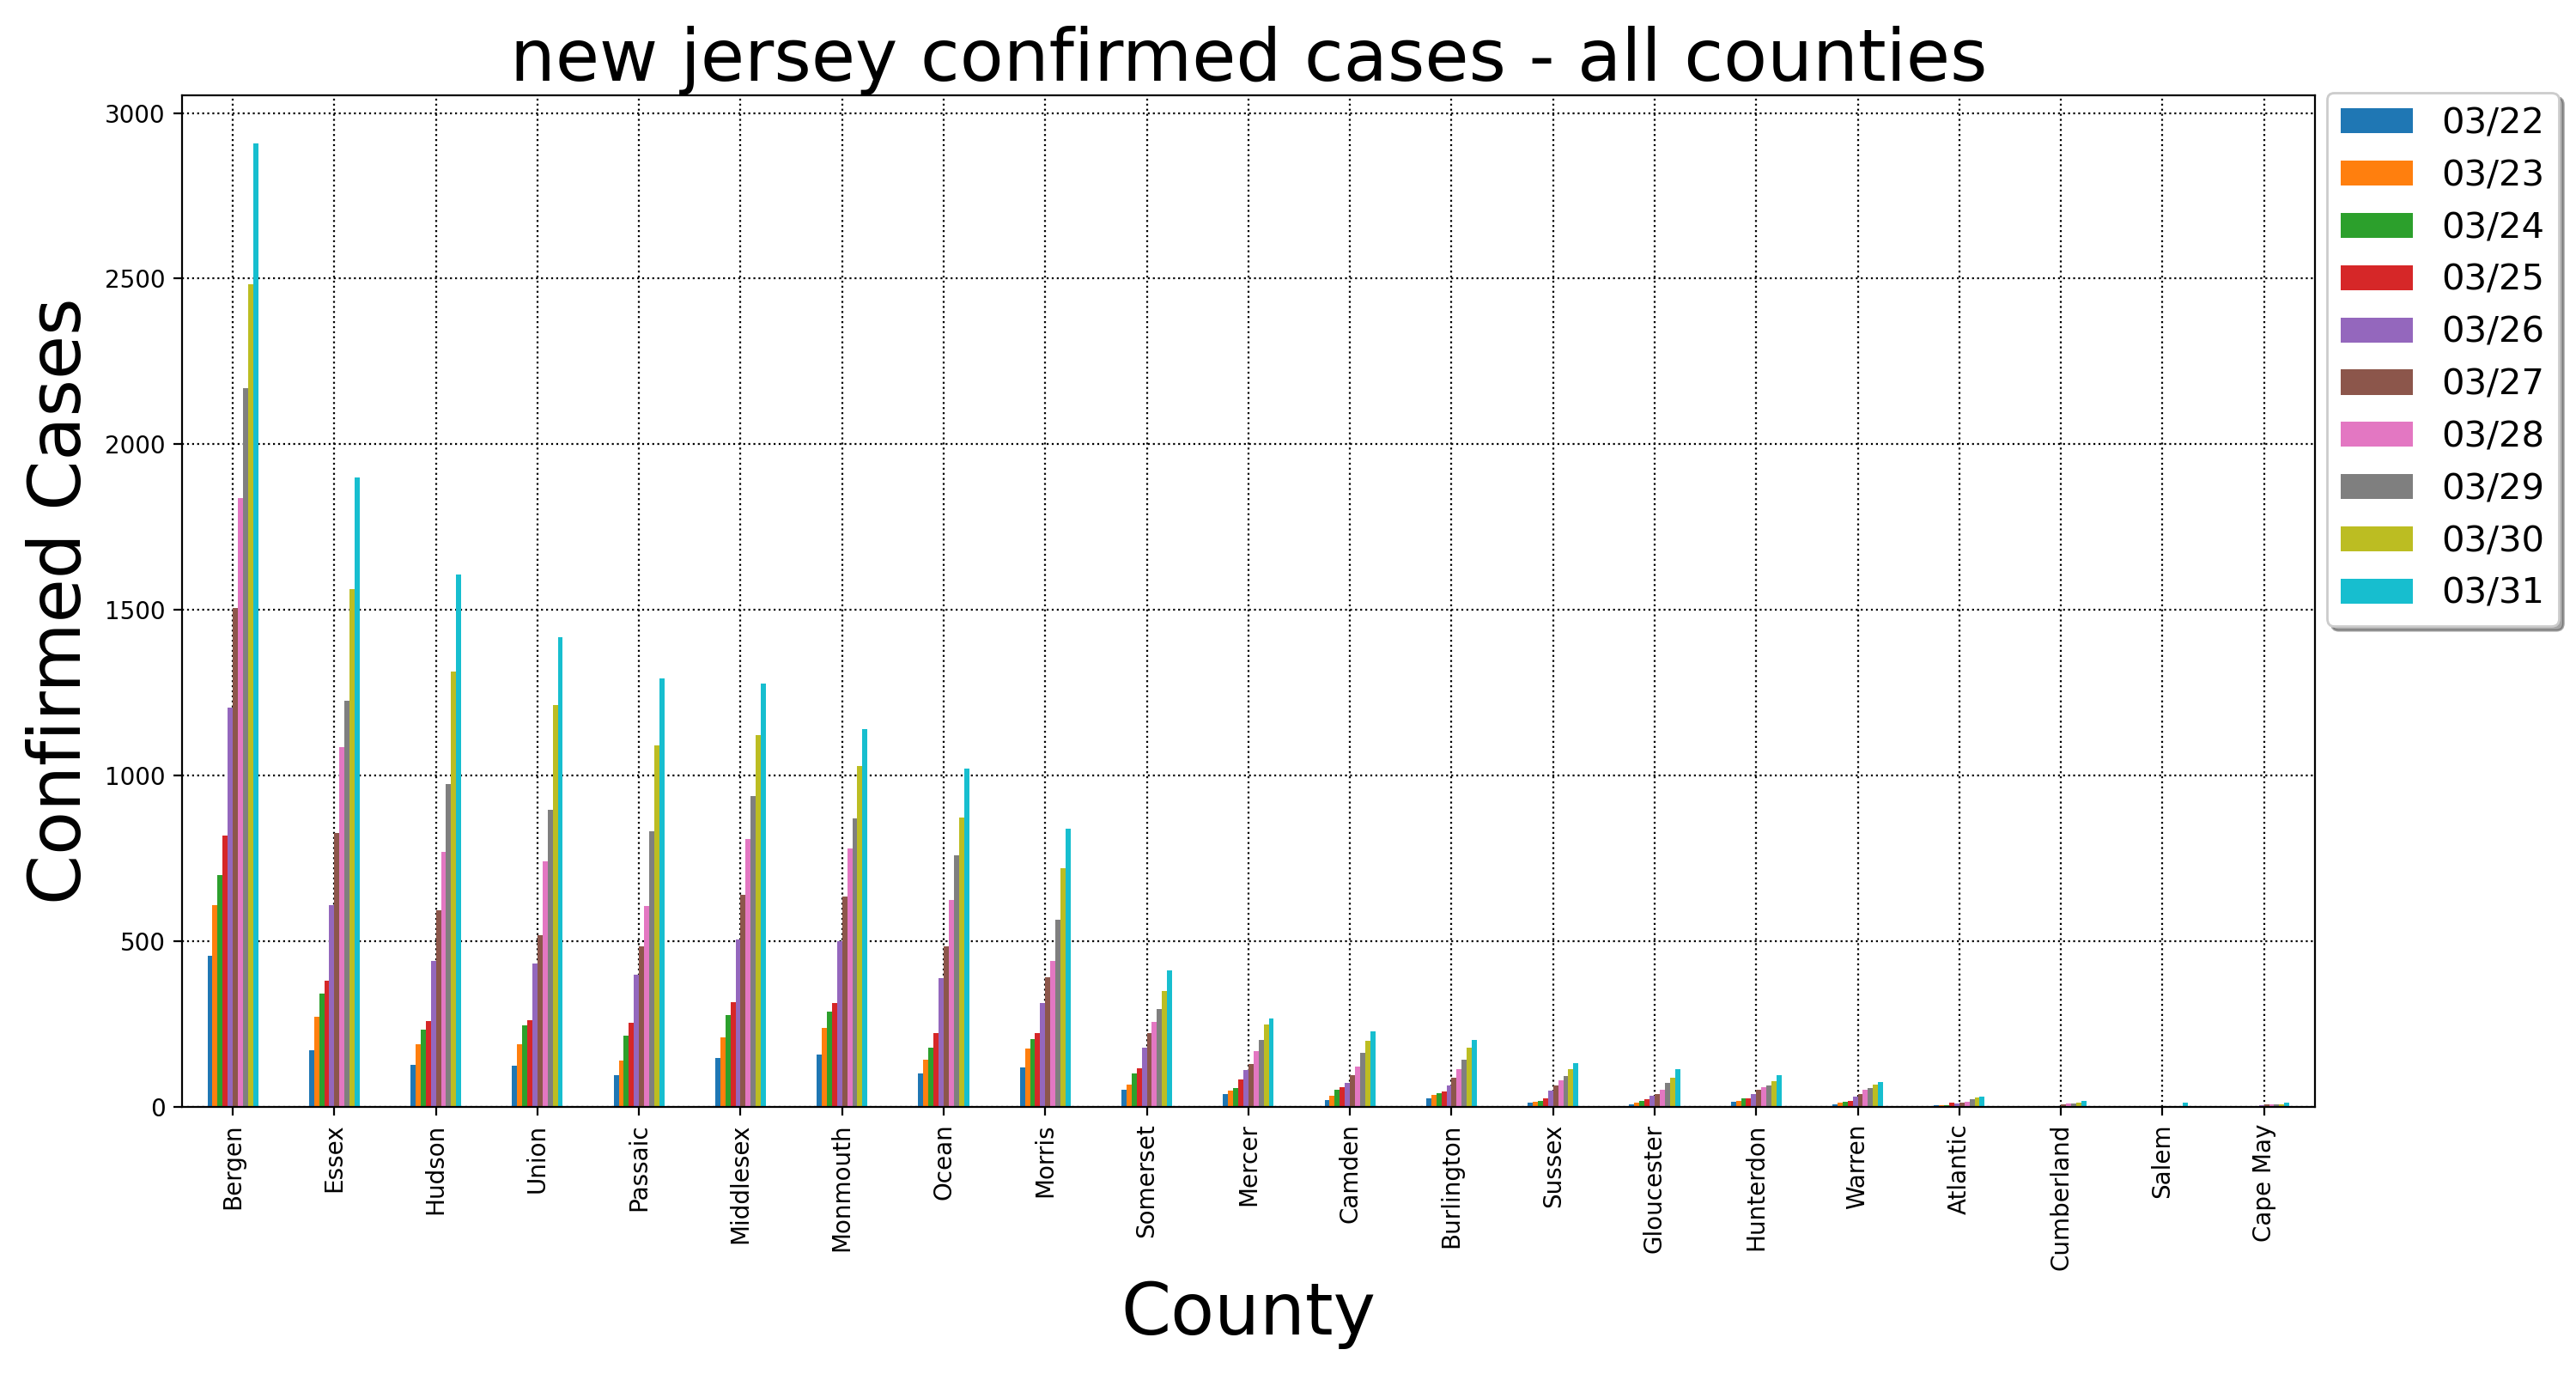 new jersey confirmed cases - all counties
Confirmed Cases
3000
2500
2000
1500
1000
500
0
Bergen
Essex
Hudson
Union
Passaic
Middlesex
Monmouth
Ocean
Morris
Somerset
Mercer
Camden
Burlington
Sussex
Gloucester
Hunterdon
Warren
Atlantic
Cumberland
Salem
Cape May
County
03/22
03/23
03/24
03/25
03/26
03/27
03/28
03/29
03/30
03/31